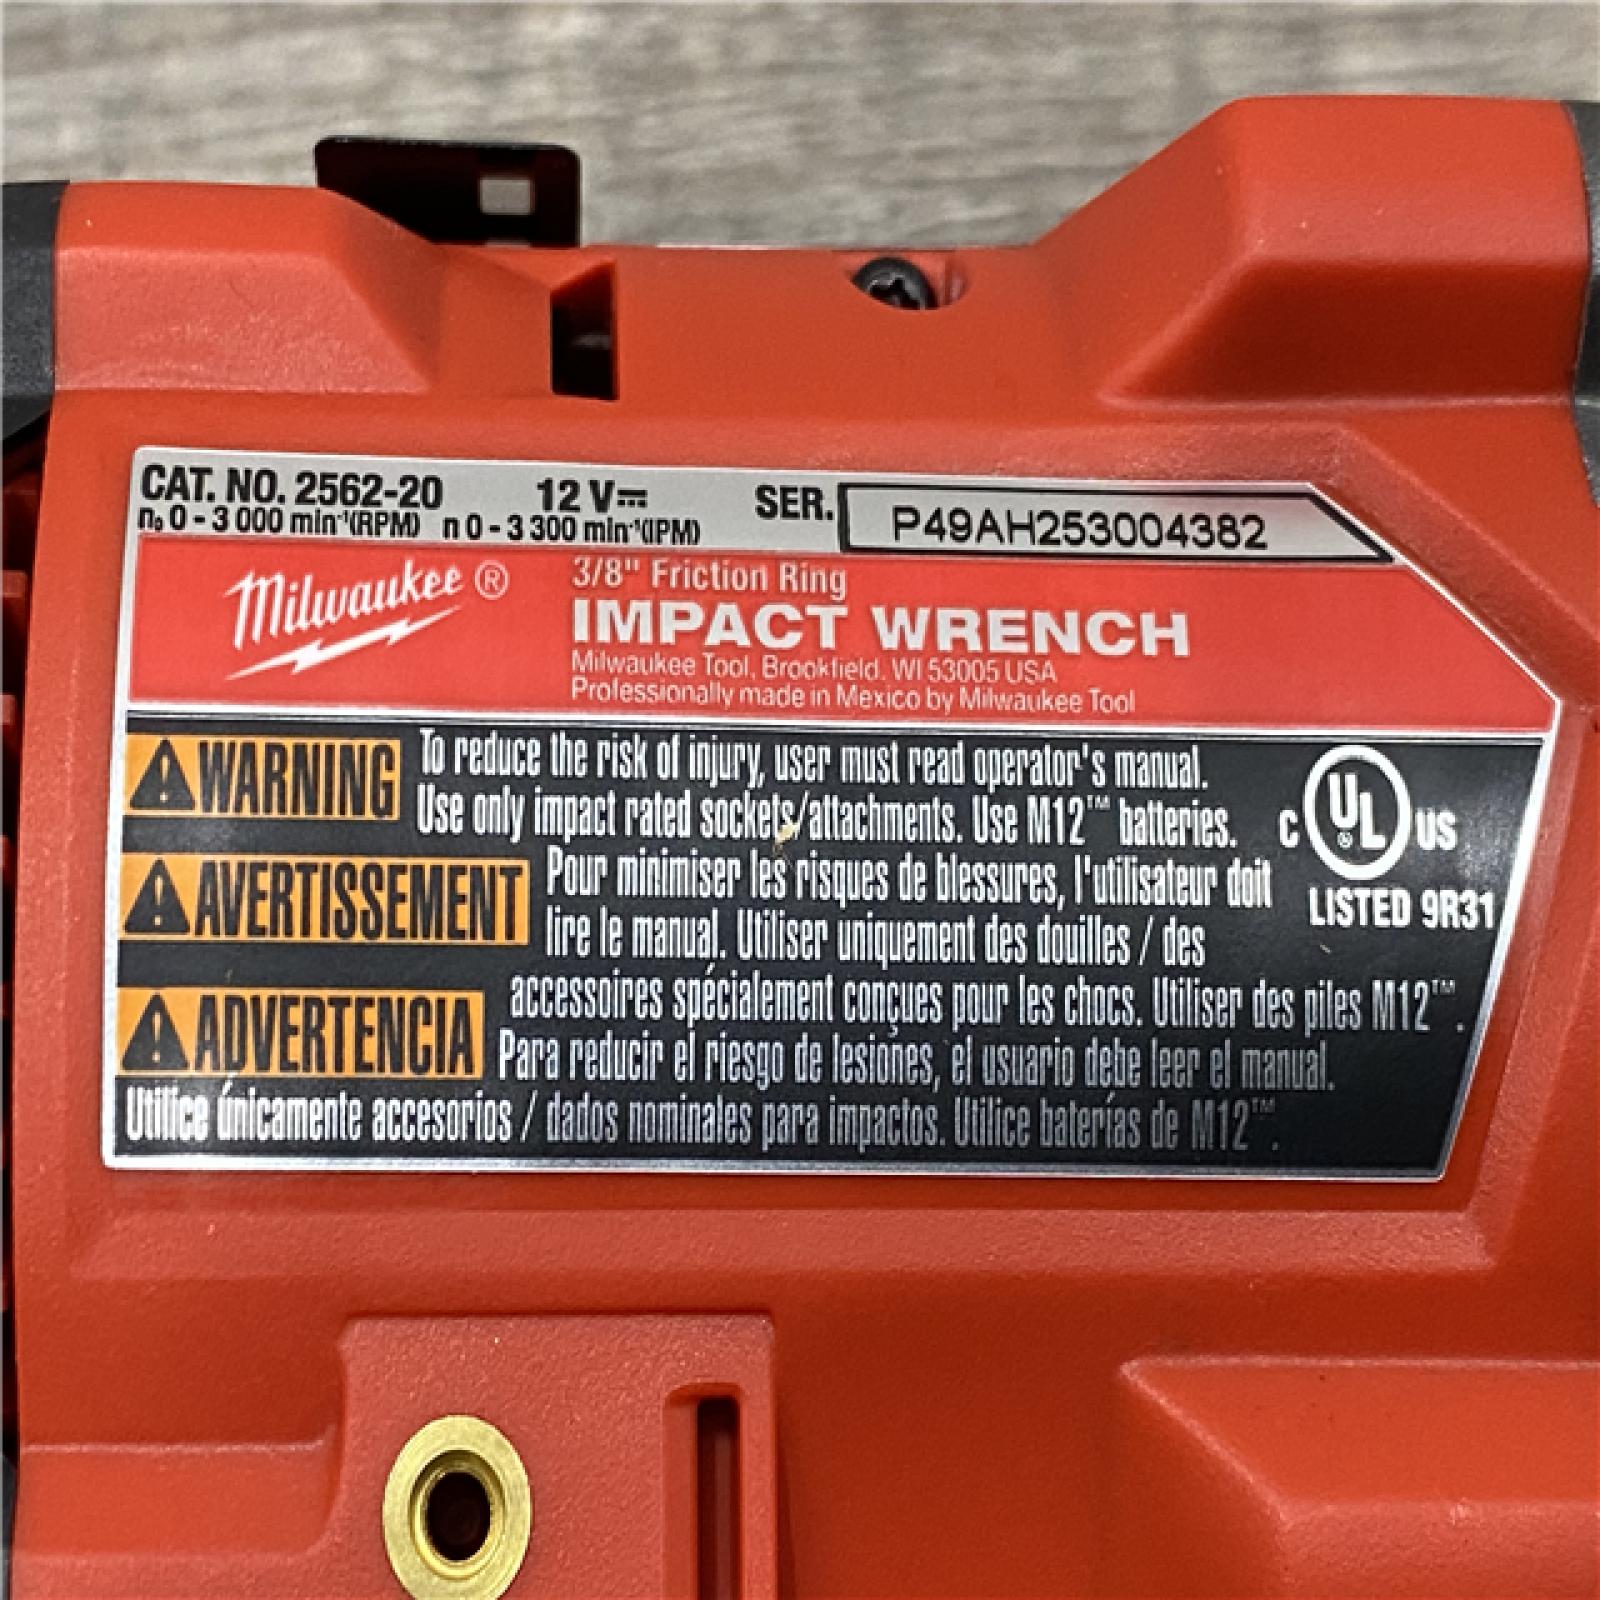 CAT. NO. 2562-20 12 V⎓ SER. P49AH253004382
n₀ 0 - 3 000 min⁻¹(RPM) n 0 - 3 300 min⁻¹(IPM)
Milwaukee® 3/8" Friction Ring
IMPACT WRENCH
Milwaukee Tool, Brookfield. WI 53005 USA
Professionally made in Mexico by Milwaukee Tool
⚠WARNING To reduce the risk of injury, user must read operator's manual.
Use only impact rated sockets/attachments. Use M12™ batteries.
C UL US
LISTED 9R31
⚠AVERTISSEMENT Pour minimiser les risques de blessures, l'utilisateur doit
lire le manual. Utiliser uniquement des douilles / des
accessoires spécialement conçues pour les chocs. Utiliser des piles M12™.
⚠ADVERTENCIA Para reducir el riesgo de lesiones, el usuario debe leer el manual.
Utilice únicamente accesorios / dados nominales para impactos. Utilice baterías de M12™.